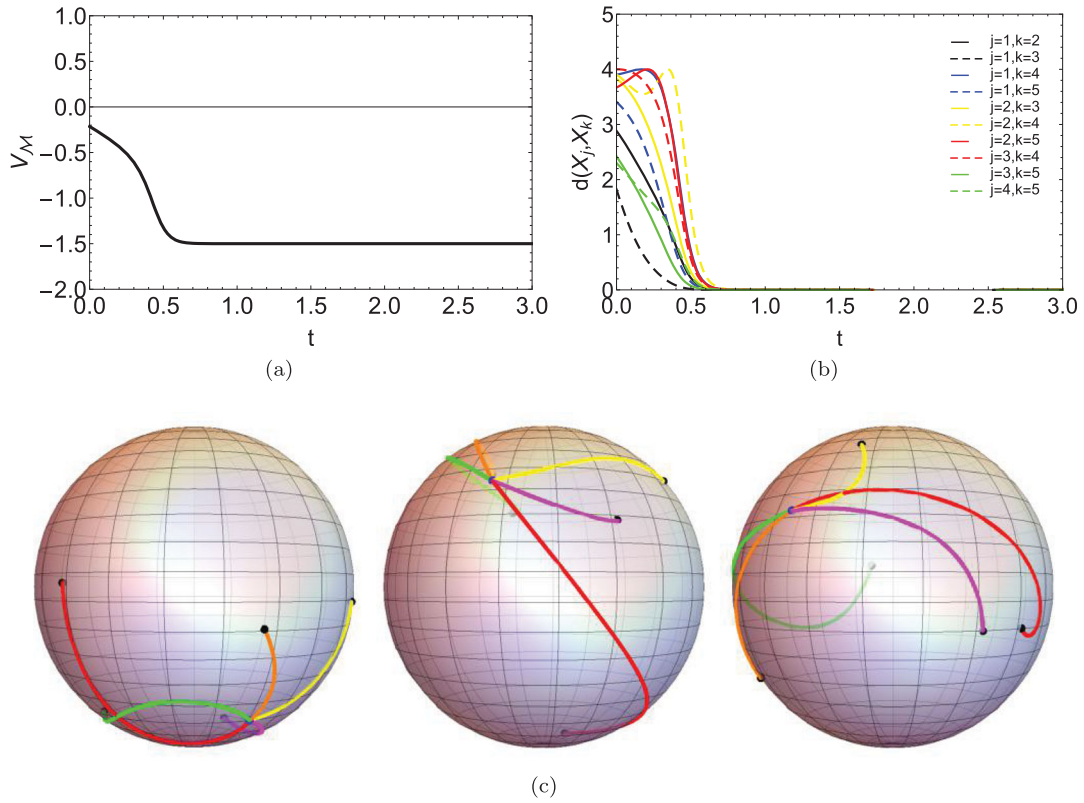 1.0
0.5
0.0
−0.5
−1.0
−1.5
−2.0
V_M
0.0 0.5 1.0 1.5 2.0 2.5 3.0
t
(a)
5
4
3
2
1
0
d(X_j,X_k)
j=1,k=2
j=1,k=3
j=1,k=4
j=1,k=5
j=2,k=3
j=2,k=4
j=2,k=5
j=3,k=4
j=3,k=5
j=4,k=5
0.0 0.5 1.0 1.5 2.0 2.5 3.0
t
(b)
(c)